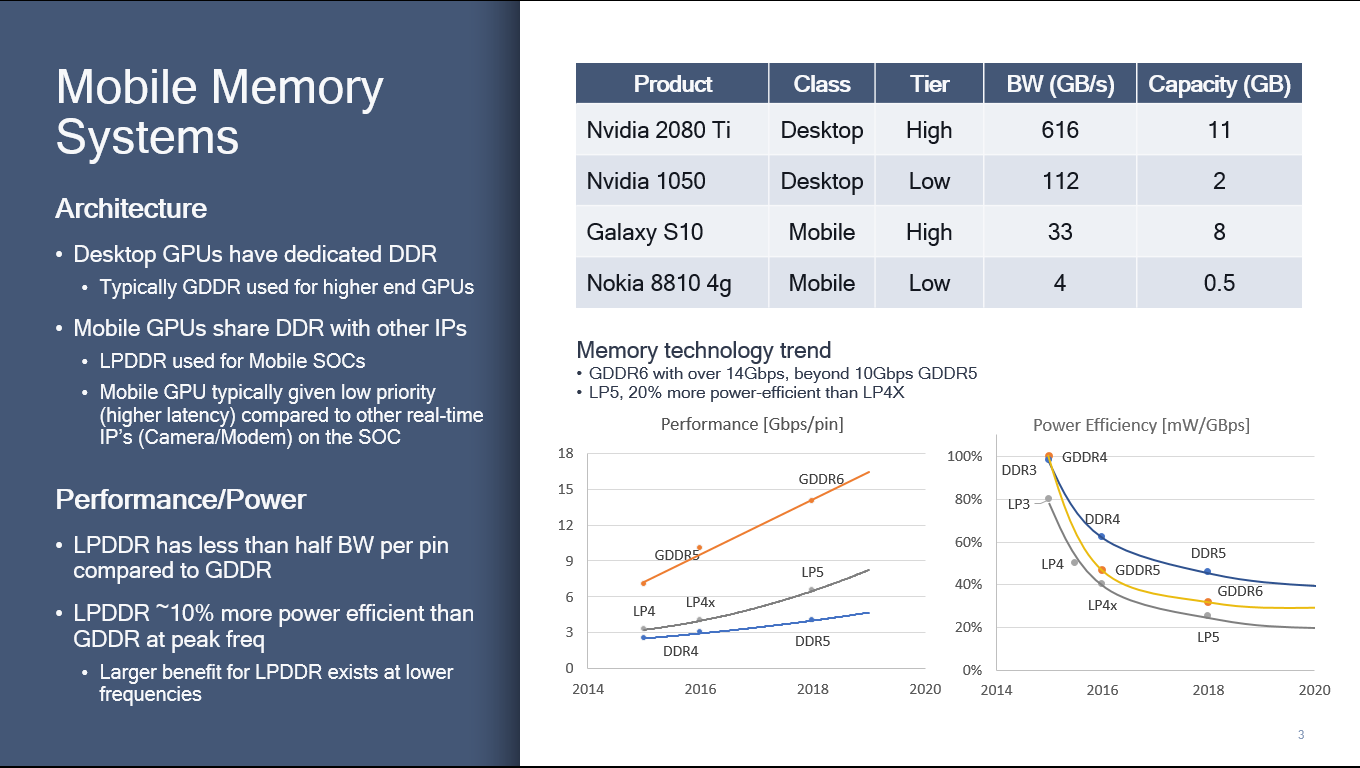 Mobile Memory
Systems
Architecture
• Desktop GPUs have dedicated DDR
• Typically GDDR used for higher end GPUs
• Mobile GPUs share DDR with other IPs
• LPDDR used for Mobile SOCs
• Mobile GPU typically given low priority
(higher latency) compared to other real-time
IP's (Camera/Modem) on the SOC
Performance/Power
• LPDDR has less than half BW per pin
compared to GDDR
• LPDDR ~10% more power efficient than
GDDR at peak freq
• Larger benefit for LPDDR exists at lower
frequencies
Product Class Tier BW (GB/s) Capacity (GB)
Nvidia 2080 Ti Desktop High 616 11
Nvidia 1050 Desktop Low 112 2
Galaxy S10 Mobile High 33 8
Nokia 8810 4g Mobile Low 4 0.5
Memory technology trend
• GDDR6 with over 14Gbps, beyond 10Gbps GDDR5
• LP5, 20% more power-efficient than LP4X
Performance [Gbps/pin]
18
15
12
9
6
3
0
GDDR6
GDDR5
LP5
LP4
LP4x
DDR4
DDR5
2014 2016 2018 2020
Power Efficiency [mW/GBps]
100%
80%
60%
40%
20%
0%
GDDR4
DDR3
LP3
DDR4
DDR5
LP4
GDDR5
GDDR6
LP4x
LP5
2014 2016 2018 2020
3